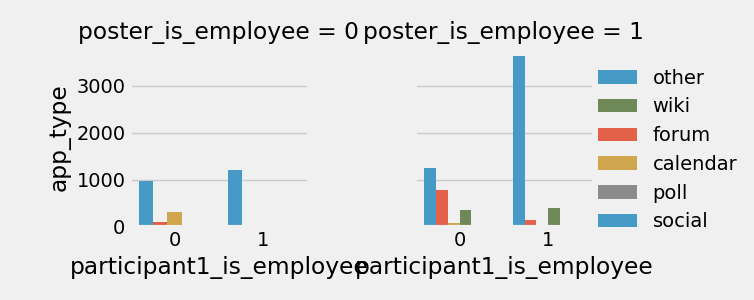 poster_is_employee = 0
poster_is_employee = 1
app_type
3000
2000
1000
0
0
1
0
1
participant1_is_employee
participant1_is_employee
other
wiki
forum
calendar
poll
social